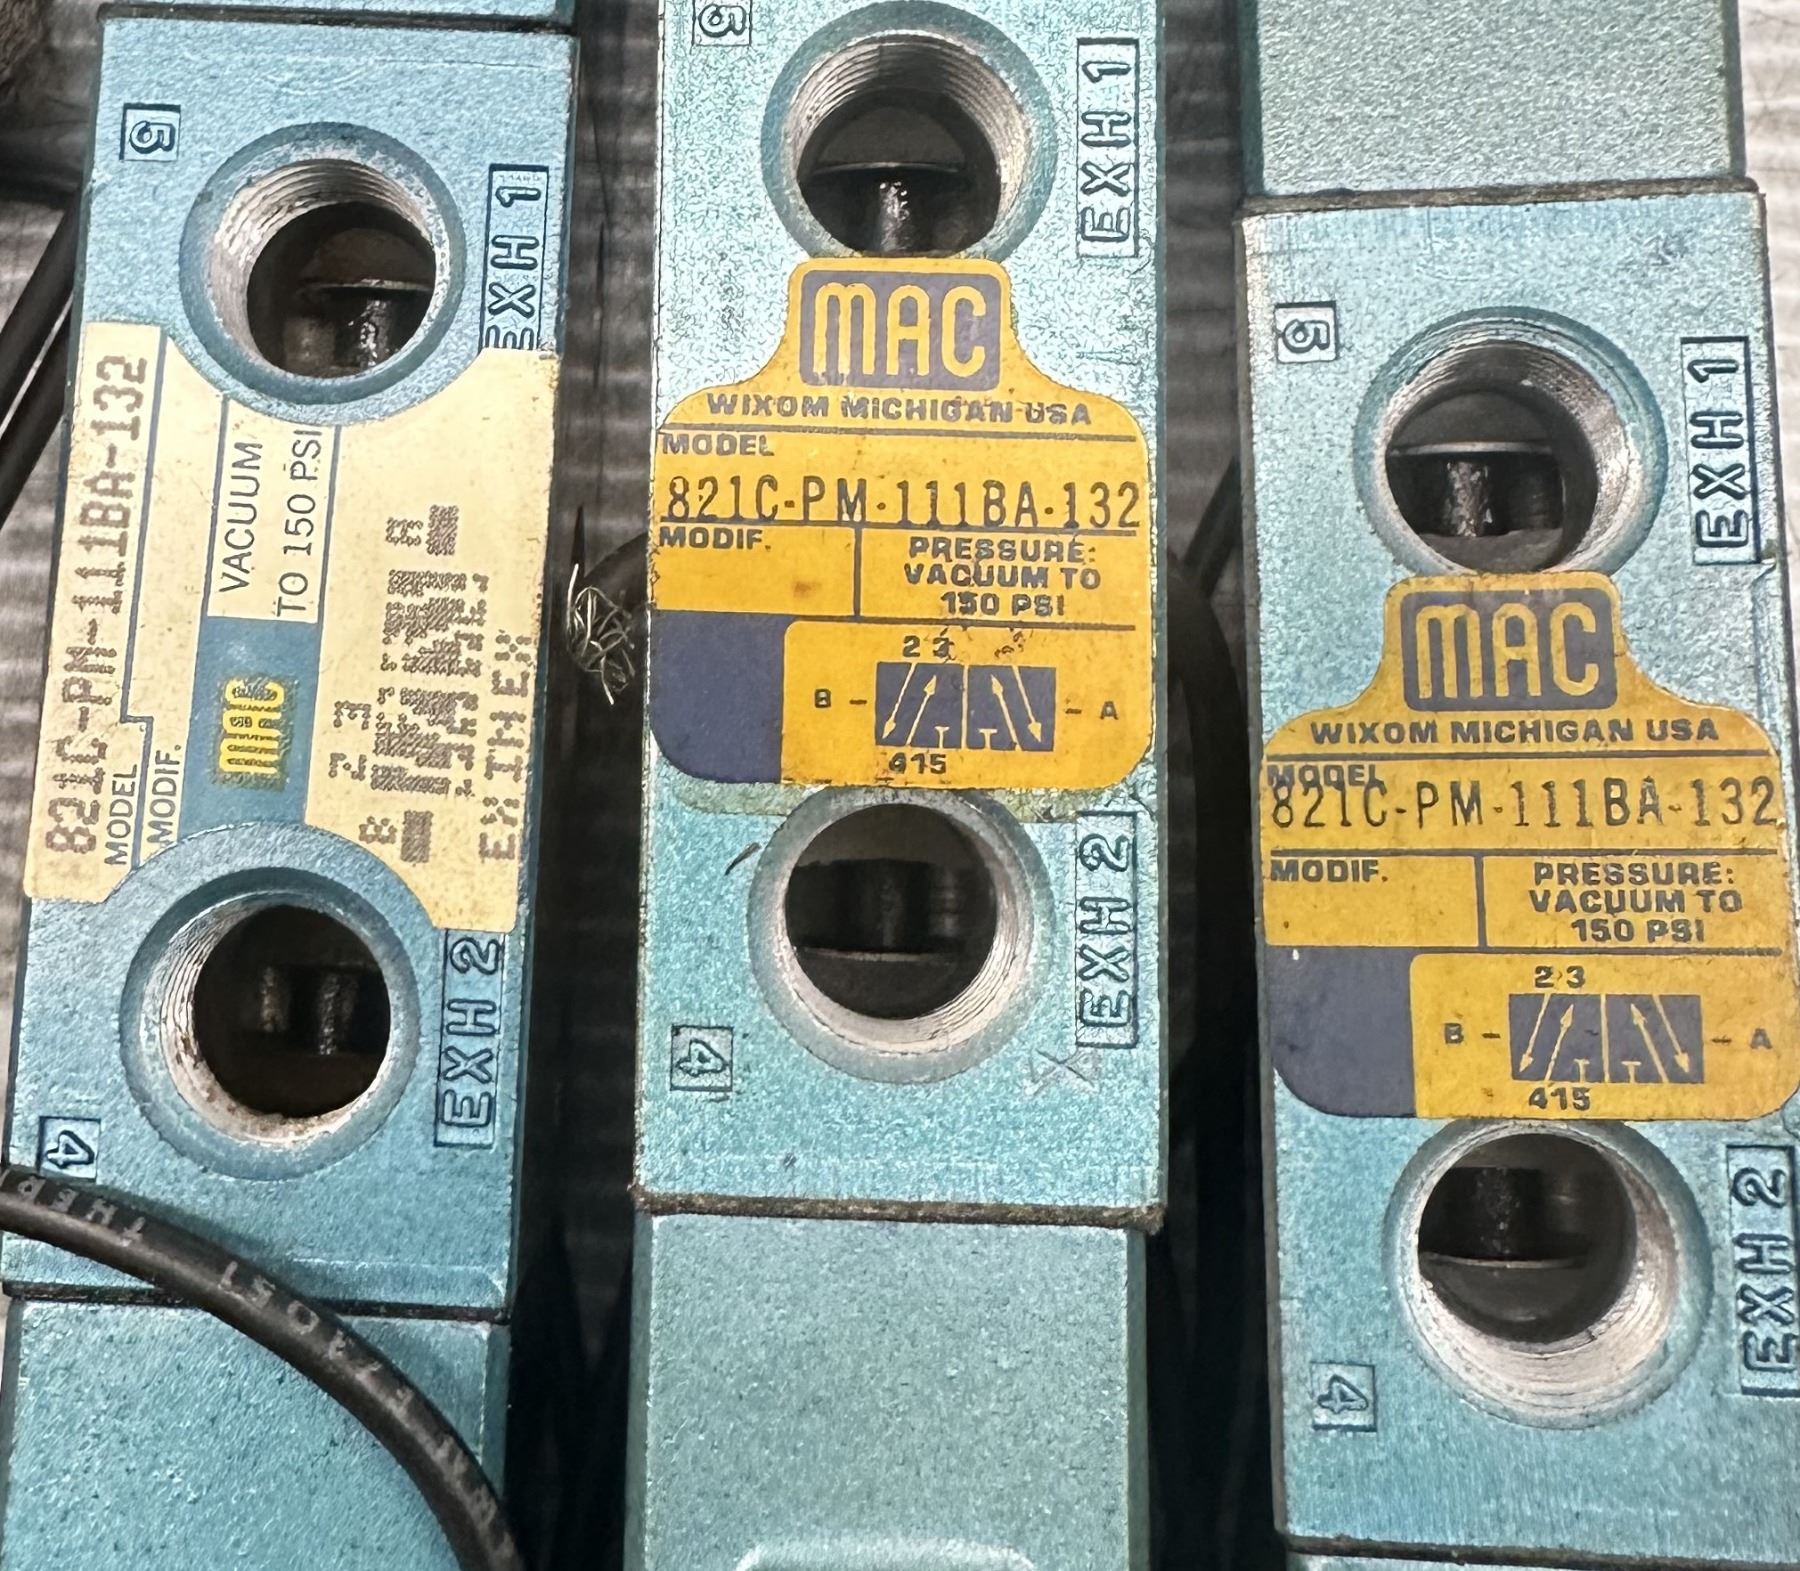 5
EXH 1
821C-PM-111BA-132
MODEL
MODIF.
VACUUM
TO 150 PSI
MAC
EXH 2
4
5
EXH 1
MAC
WIXOM MICHIGAN USA
MODEL
821C-PM-111BA-132
MODIF.
PRESSURE:
VACUUM TO
150 PSI
2 3
B - - A
415
EXH 2
4
5
EXH 1
MAC
WIXOM MICHIGAN USA
MODEL
821C-PM-111BA-132
MODIF.
PRESSURE:
VACUUM TO
150 PSI
2 3
B - - A
415
EXH 2
4